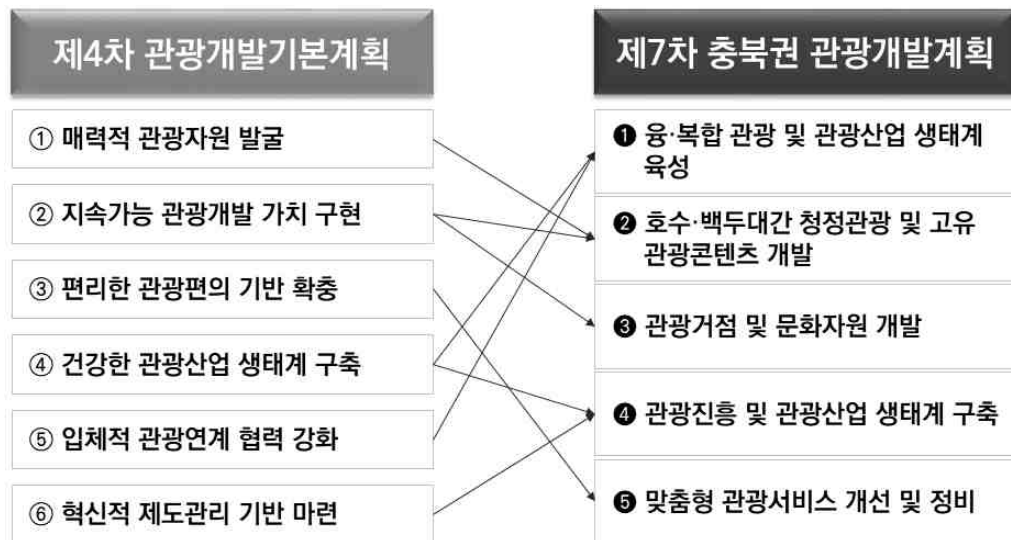 제4차 관광개발기본계획
① 매력적 관광자원 발굴
② 지속가능 관광개발 가치 구현
③ 편리한 관광편의 기반 확충
④ 건강한 관광산업 생태계 구축
⑤ 입체적 관광연계 협력 강화
⑥ 혁신적 제도관리 기반 마련
제7차 충북권 관광개발계획
❶ 융·복합 관광 및 관광산업 생태계
육성
❷ 호수·백두대간 청정관광 및 고유
관광콘텐츠 개발
❸ 관광거점 및 문화자원 개발
❹ 관광진흥 및 관광산업 생태계 구축
❺ 맞춤형 관광서비스 개선 및 정비